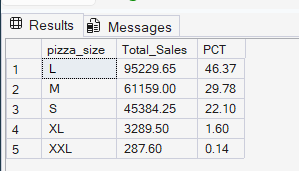 Results Messages
pizza_size Total_Sales PCT
1 L 95229.65 46.37
2 M 61159.00 29.78
3 S 45384.25 22.10
4 XL 3289.50 1.60
5 XXL 287.60 0.14